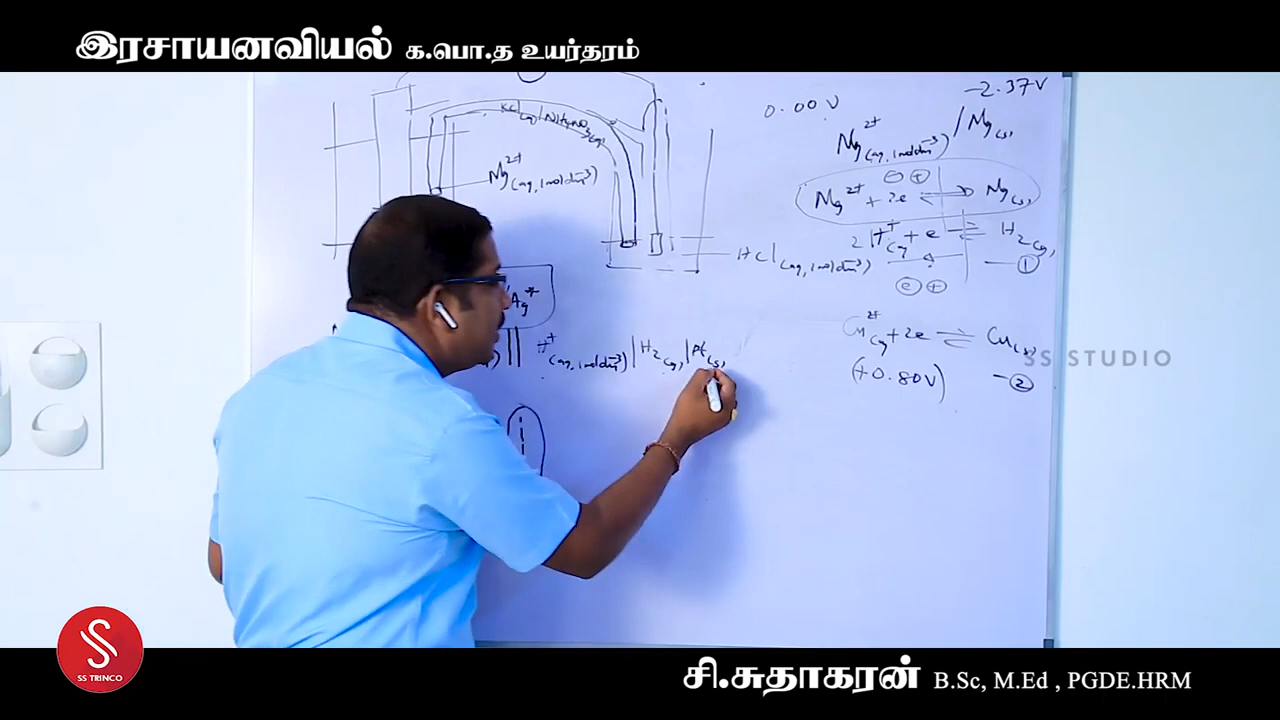 இரசாயனவியல் க.பொ.த உயர்தரம்
0.00V
-2.37V
KCl(aq)/NH4NO3(aq)
Mg2+(aq, 1moldm-3) / Mg(s)
Mg2+(aq, 1moldm-3)
⊖ ⊕
Mg2+ + 2e ⇌ Mg(s)
2H+(g) + e ⇌ H2(g)
HCl(aq, 1moldm-3)
—①
⊖ ⊕
Cu2+(g) + 2e ⇌ Cu(s)
|| H+(aq, 1moldm-3) | H2(g) | Pt(s)
SS STUDIO
(+0.80V) —②
SS TRINCO
சி.சுதாகரன் B.Sc, M.Ed , PGDE.HRM